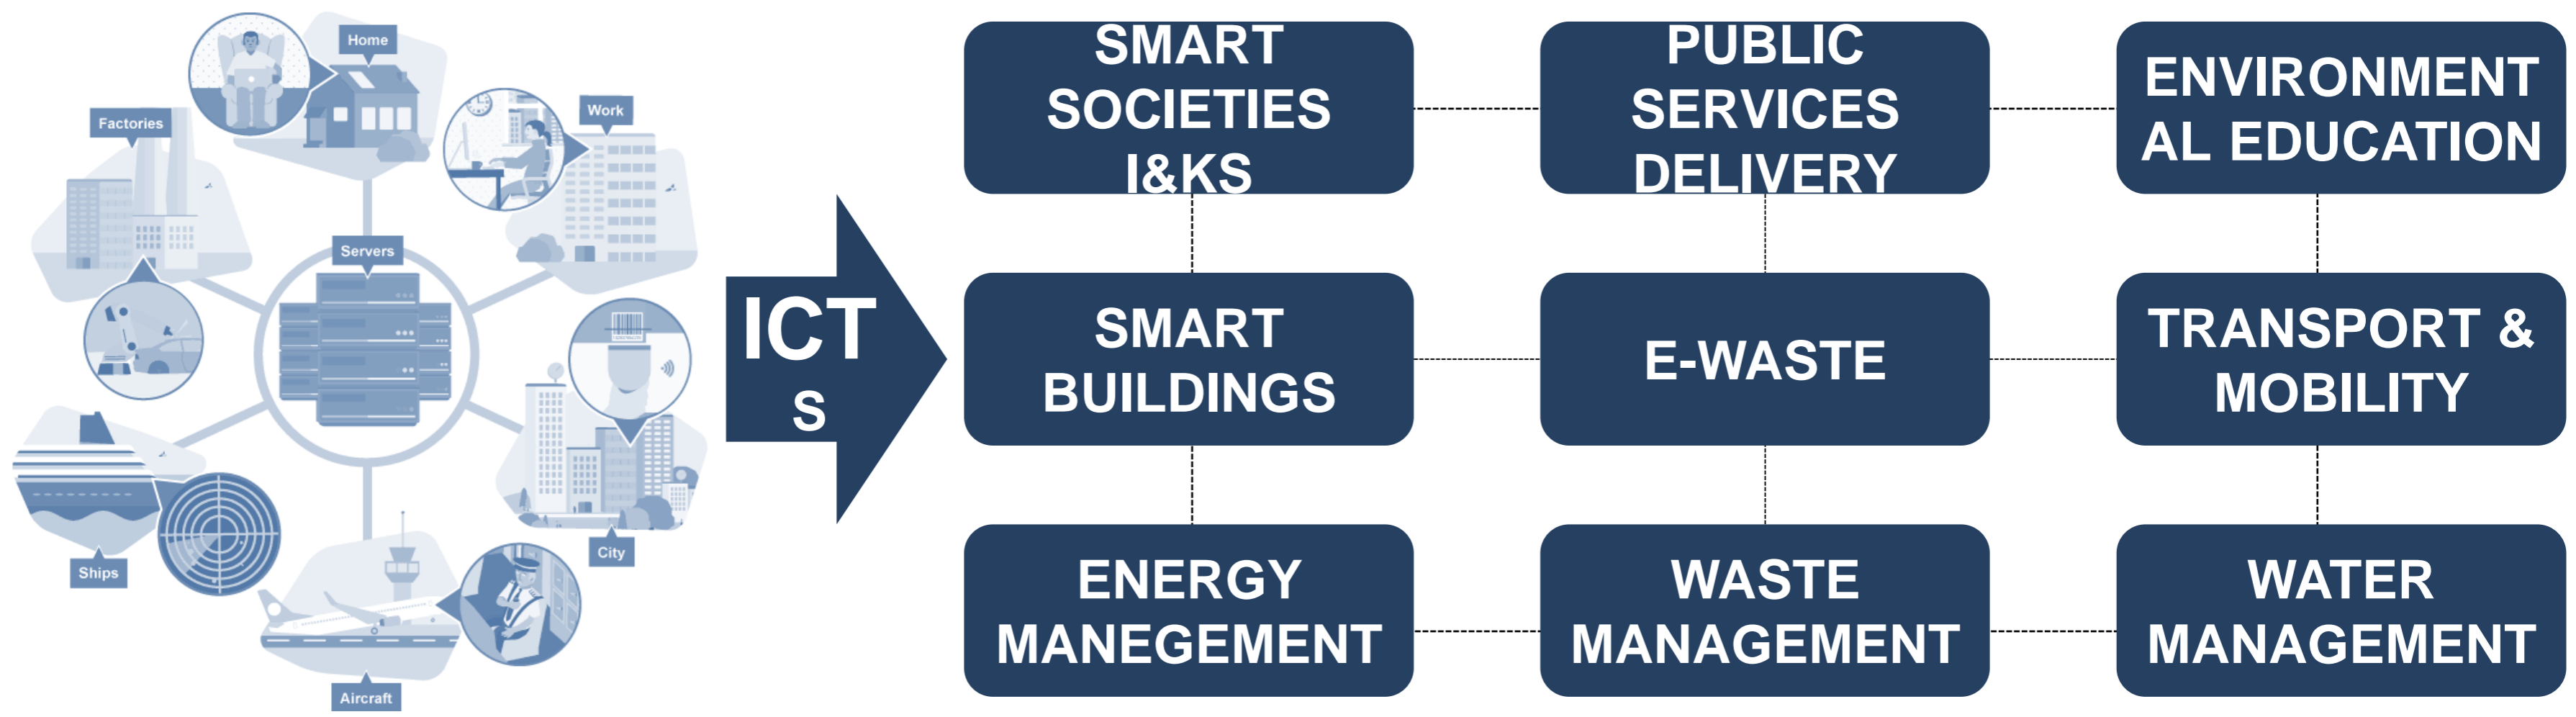 Home
Factories
Work
Servers
City
Ships
Aircraft
ICT
S
SMART
SOCIETIES
I&KS
PUBLIC
SERVICES
DELIVERY
ENVIRONMENT
AL EDUCATION
SMART
BUILDINGS
E-WASTE
TRANSPORT &
MOBILITY
ENERGY
MANEGEMENT
WASTE
MANAGEMENT
WATER
MANAGEMENT